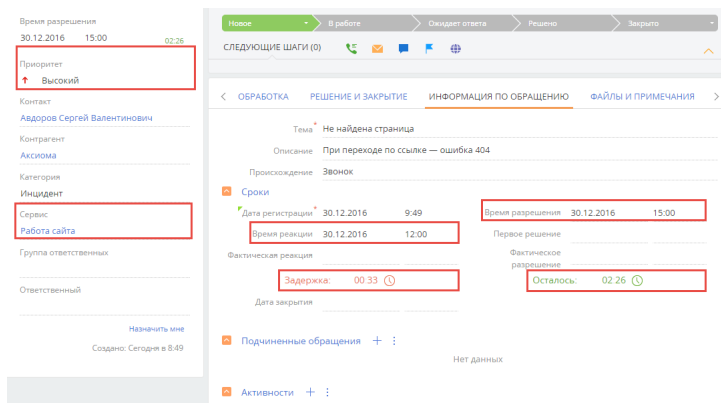 Время разрешения
30.12.2016 15:00 02:26
Приоритет
Высокий
Контакт
Авдоров Сергей Валентинович
Контрагент
Аксиома
Категория
Инцидент
Сервис
Работа сайта
Группа ответственных
Ответственный
Назначить мне
Создано: Сегодня в 8:49
Новое В работе Ожидает ответа Решено Закрыто
СЛЕДУЮЩИЕ ШАГИ (0)
ОБРАБОТКА РЕШЕНИЕ И ЗАКРЫТИЕ ИНФОРМАЦИЯ ПО ОБРАЩЕНИЮ ФАЙЛЫ И ПРИМЕЧАНИЯ
Тема* Не найдена страница
Описание При переходе по ссылке — ошибка 404
Происхождение Звонок
Сроки
Дата регистрации* 30.12.2016 9:49 Время разрешения 30.12.2016 15:00
Время реакции 30.12.2016 12:00 Первое решение
Фактическая реакция Фактическое
разрешение
Задержка: 00 33 Осталось: 02.26
Дата закрытия
Подчиненные обращения + ⋮
Нет данных
Активности + ⋮